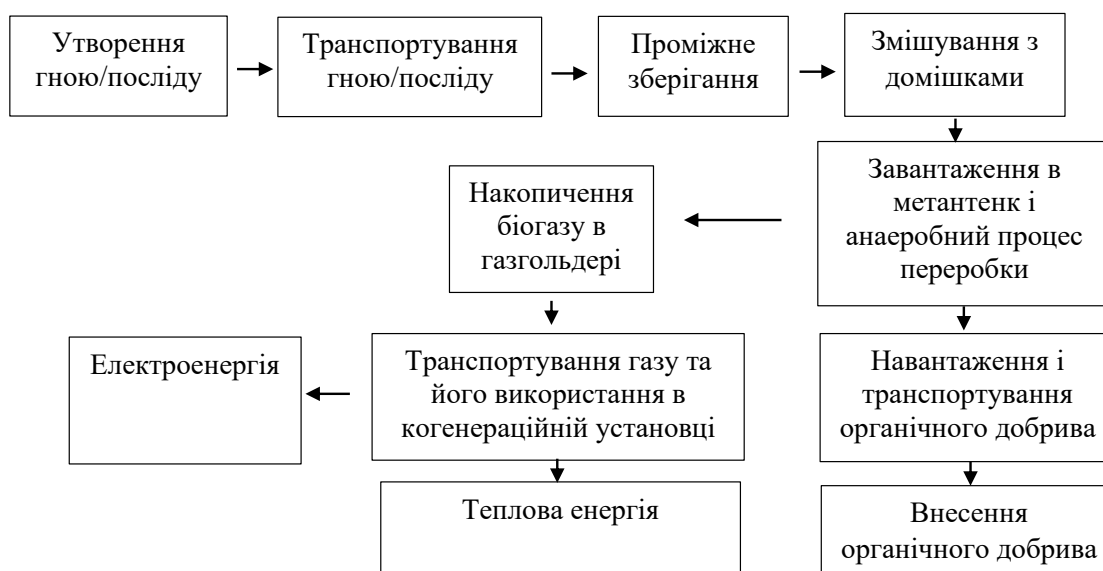 Утворення
гною/посліду
Транспортування
гною/посліду
Проміжне
зберігання
Змішування з
домішками
Завантаження в
метантенк і
анаеробний процес
переробки
Накопичення
біогазу в
газгольдері
Електроенергія
Транспортування газу та
його використання в
когенераційній установці
Навантаження і
транспортування
органічного добрива
Теплова енергія
Внесення
органічного добрива